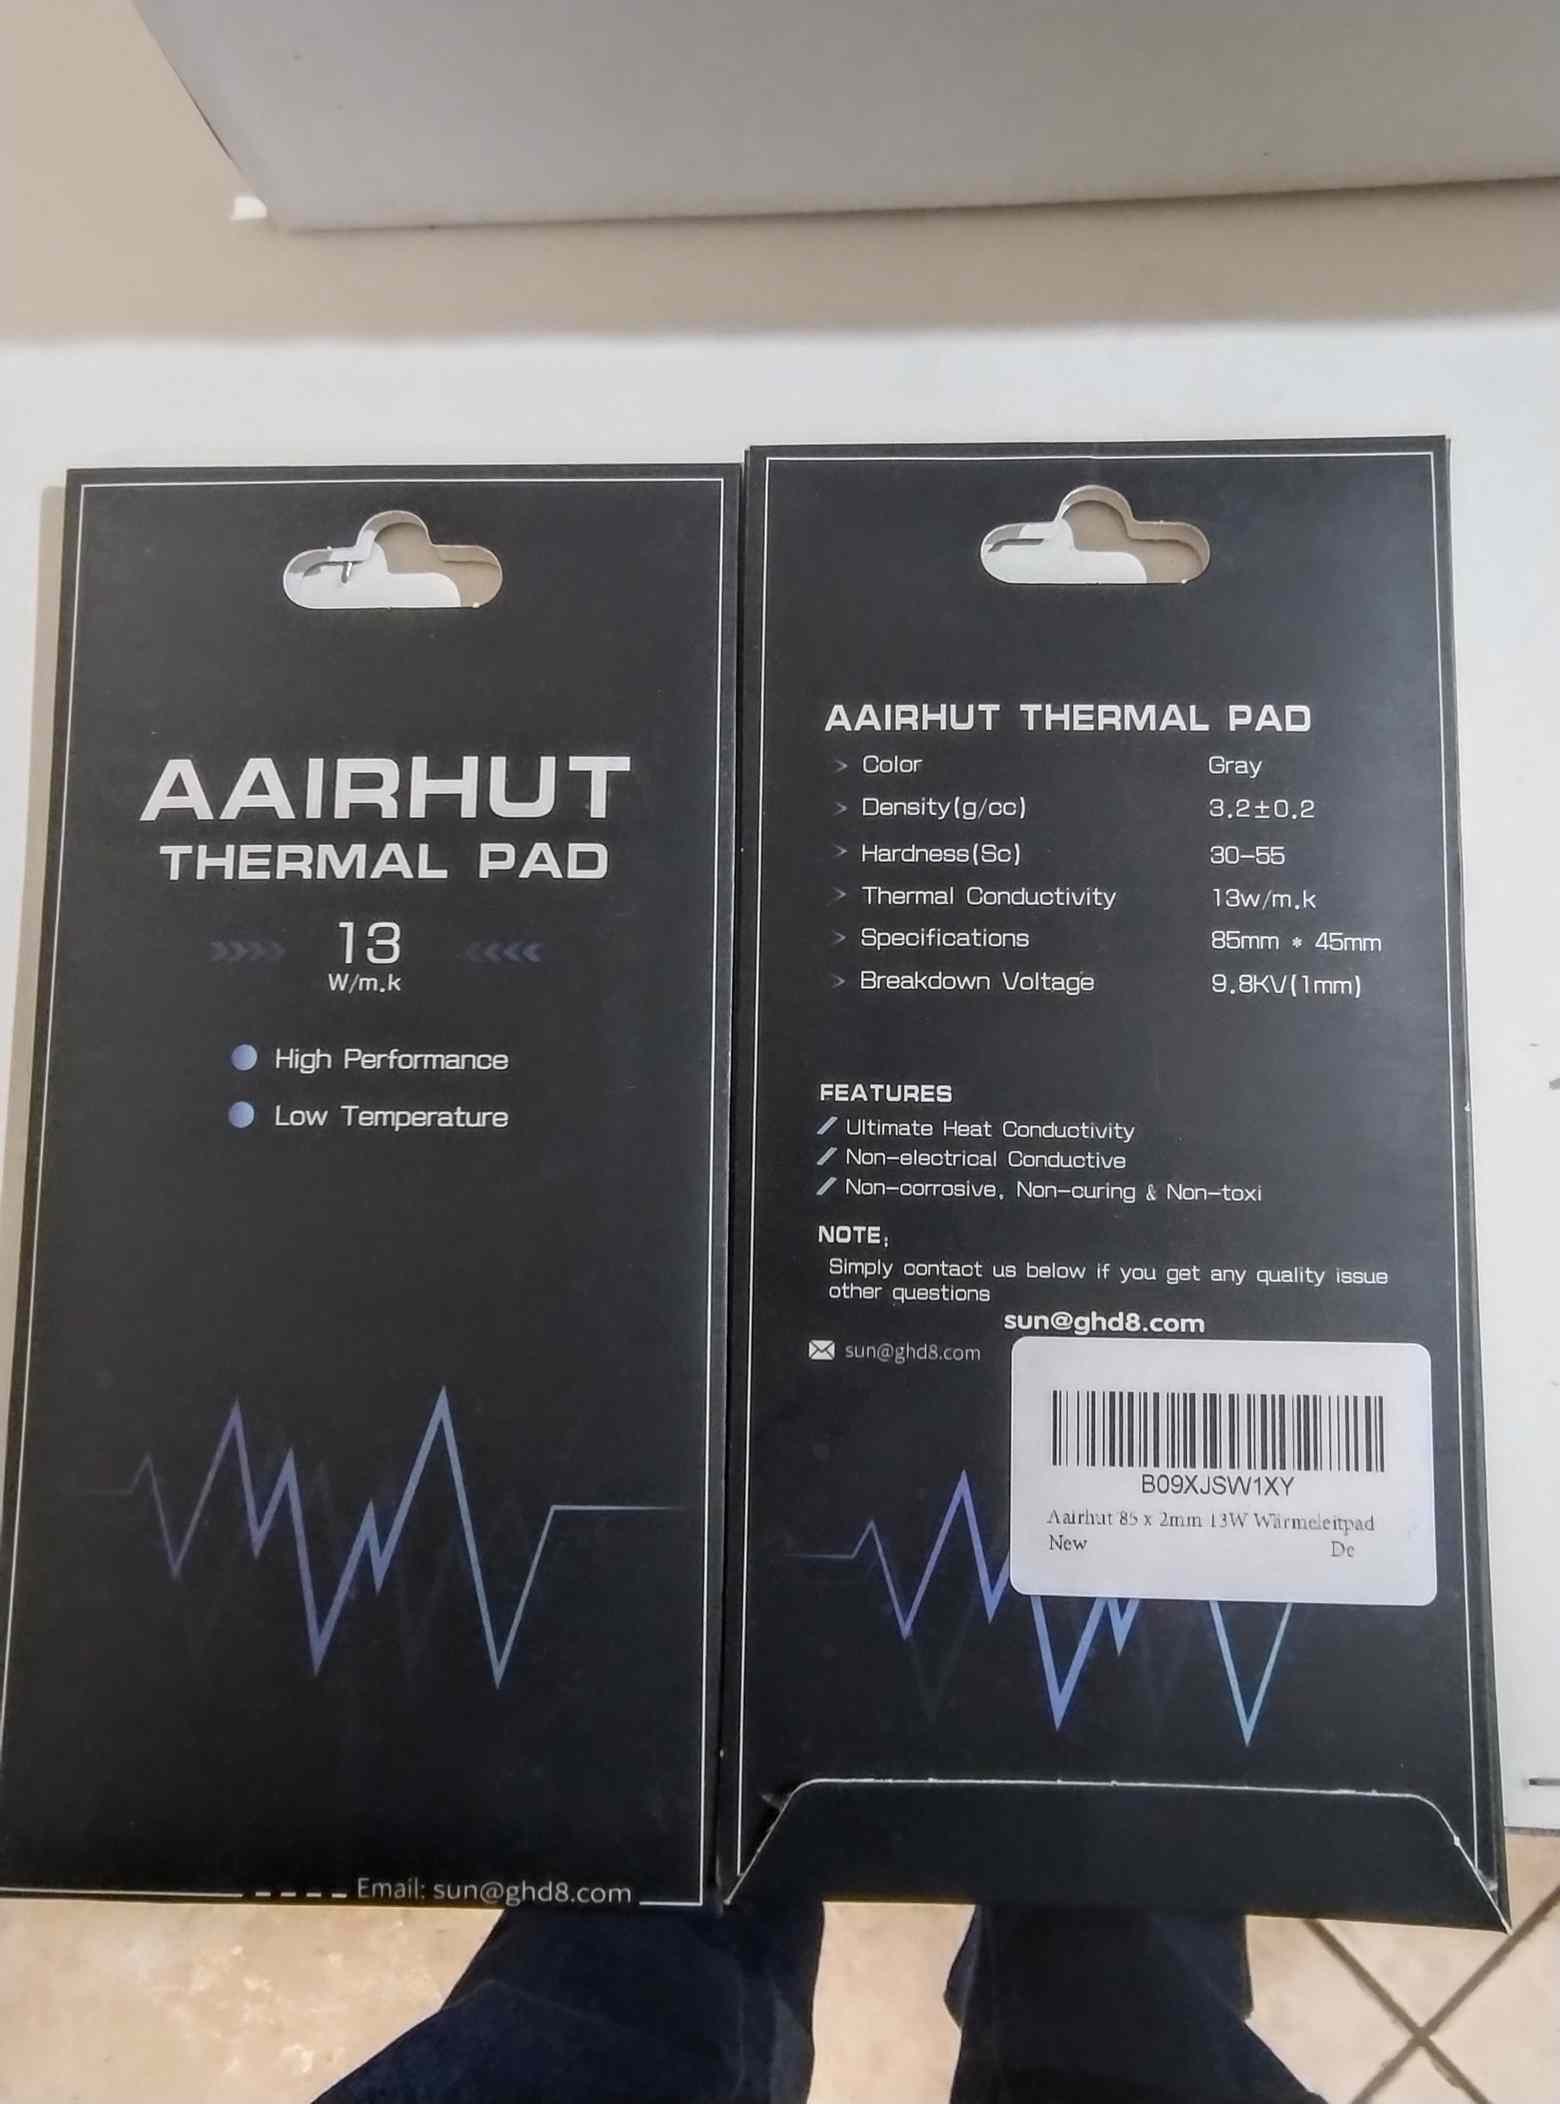 AAIRHUT
THERMAL PAD
13
W/m.k
High Performance
Low Temperature
Email: sun@ghd8.com
AAIRHUT THERMAL PAD
> Color Gray
> Density(g/cc) 3.2±0.2
> Hardness(Sc) 30-55
> Thermal Conductivity 13w/m.k
> Specifications 85mm * 45mm
> Breakdown Voltage 9.8KV(1mm)
FEATURES
Ultimate Heat Conductivity
Non-electrical Conductive
Non-corrosive, Non-curing & Non-toxi
NOTE:
Simply contact us below if you get any quality issue
other questions
sun@ghd8.com
sun@ghd8.com
B09XJSW1XY
Aairhut 85 x 2mm 13W Wärmeleitpad
New De